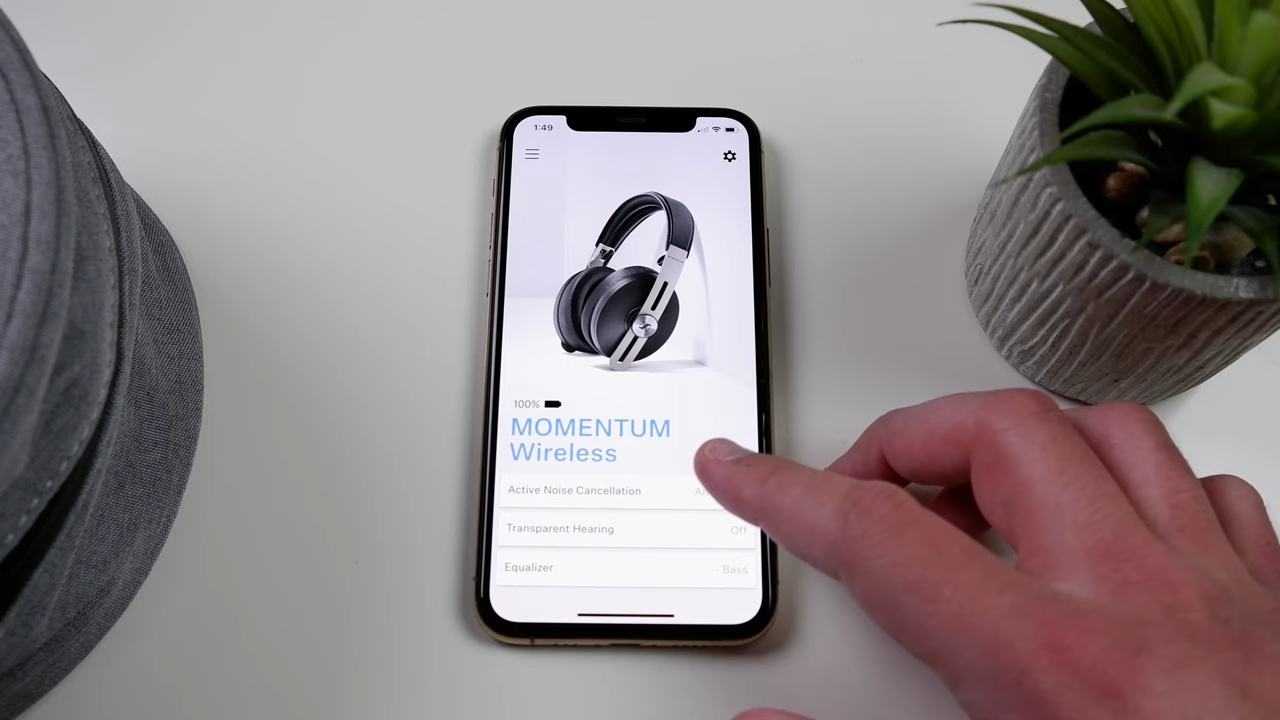 1:49
100%
MOMENTUM
Wireless
Active Noise Cancellation
Transparent Hearing Off
Equalizer - Bass